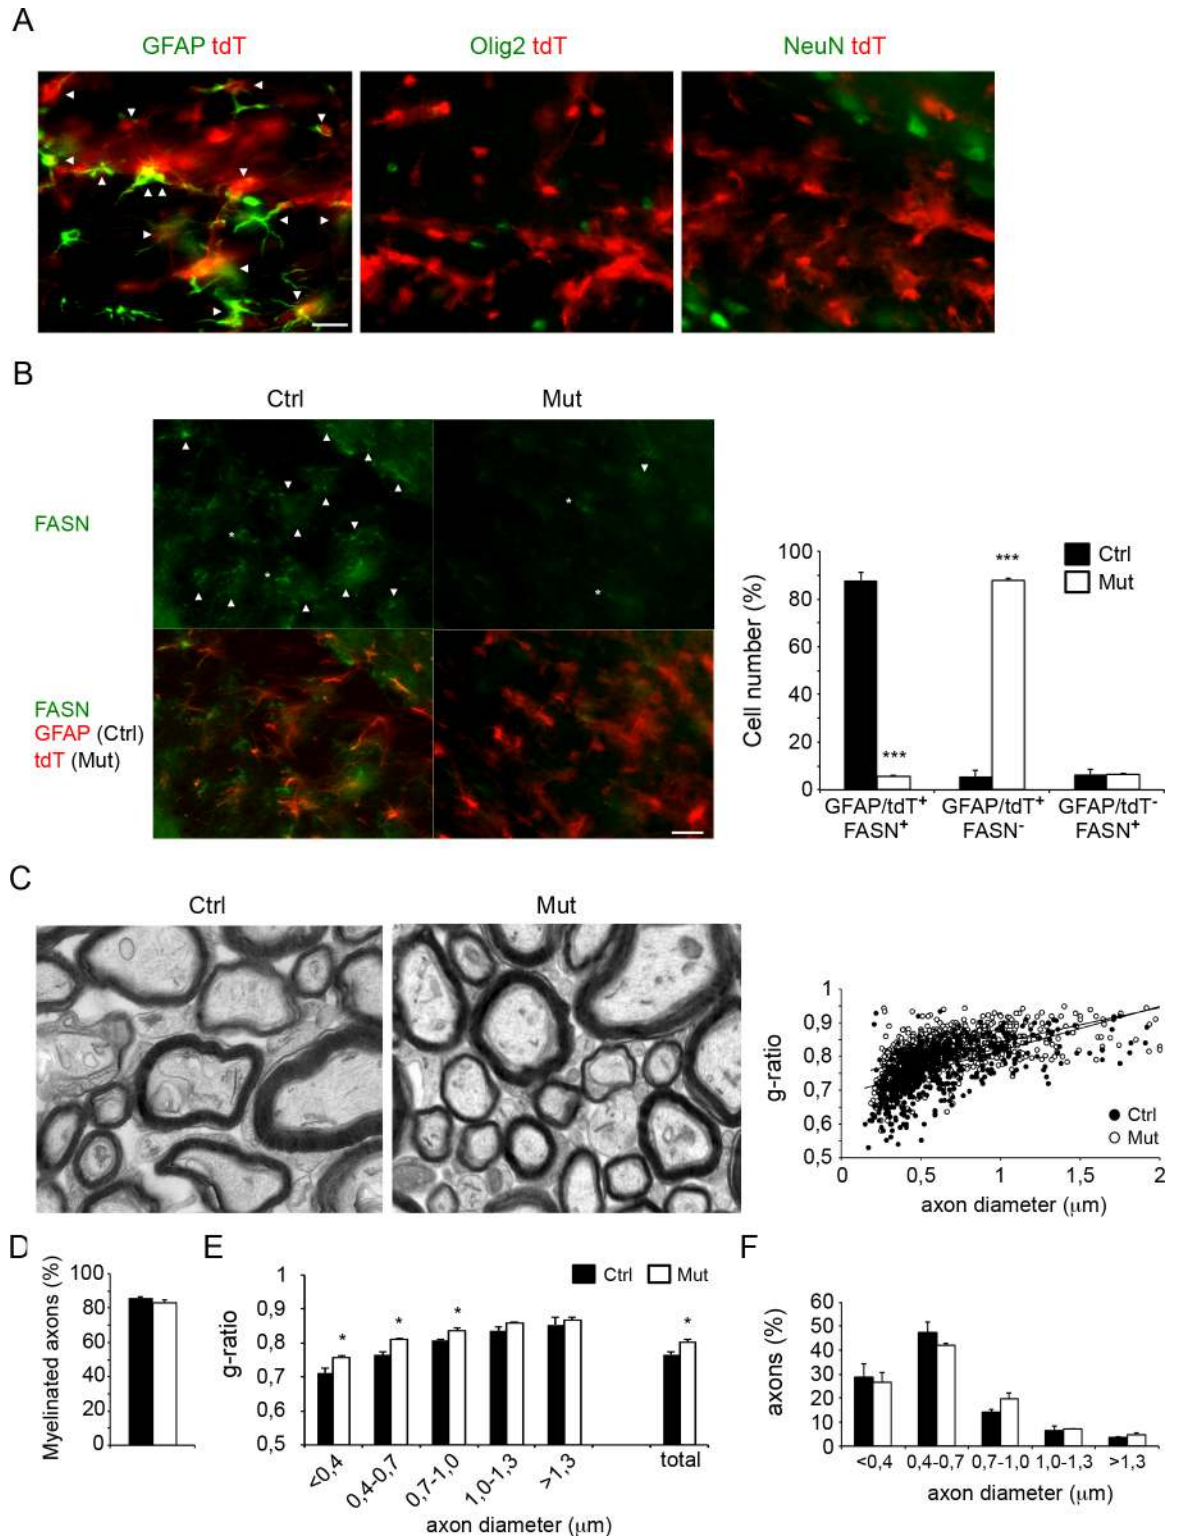 A
GFAP tdT
Olig2 tdT
NeuN tdT
B
Ctrl
Mut
FASN
*
*
*
*
FASN
GFAP (Ctrl)
tdT (Mut)
Cell number (%)
100
80
60
40
20
0
***
***
Ctrl
Mut
GFAP/tdT+
FASN+
GFAP/tdT+
FASN-
GFAP/tdT-
FASN+
C
Ctrl
Mut
g-ratio
1
0,9
0,8
0,7
0,6
0,5
Ctrl
Mut
0
0,5
1
1,5
2
axon diameter (μm)
D
Myelinated axons (%)
100
80
60
40
20
0
E
g-ratio
1
0,9
0,8
0,7
0,6
0,5
Ctrl
Mut
*
*
*
*
<0,4
0,4-0,7
0,7-1,0
1,0-1,3
>1,3
total
axon diameter (μm)
F
axons (%)
60
50
40
30
20
10
0
<0,4
0,4-0,7
0,7-1,0
1,0-1,3
>1,3
axon diameter (μm)